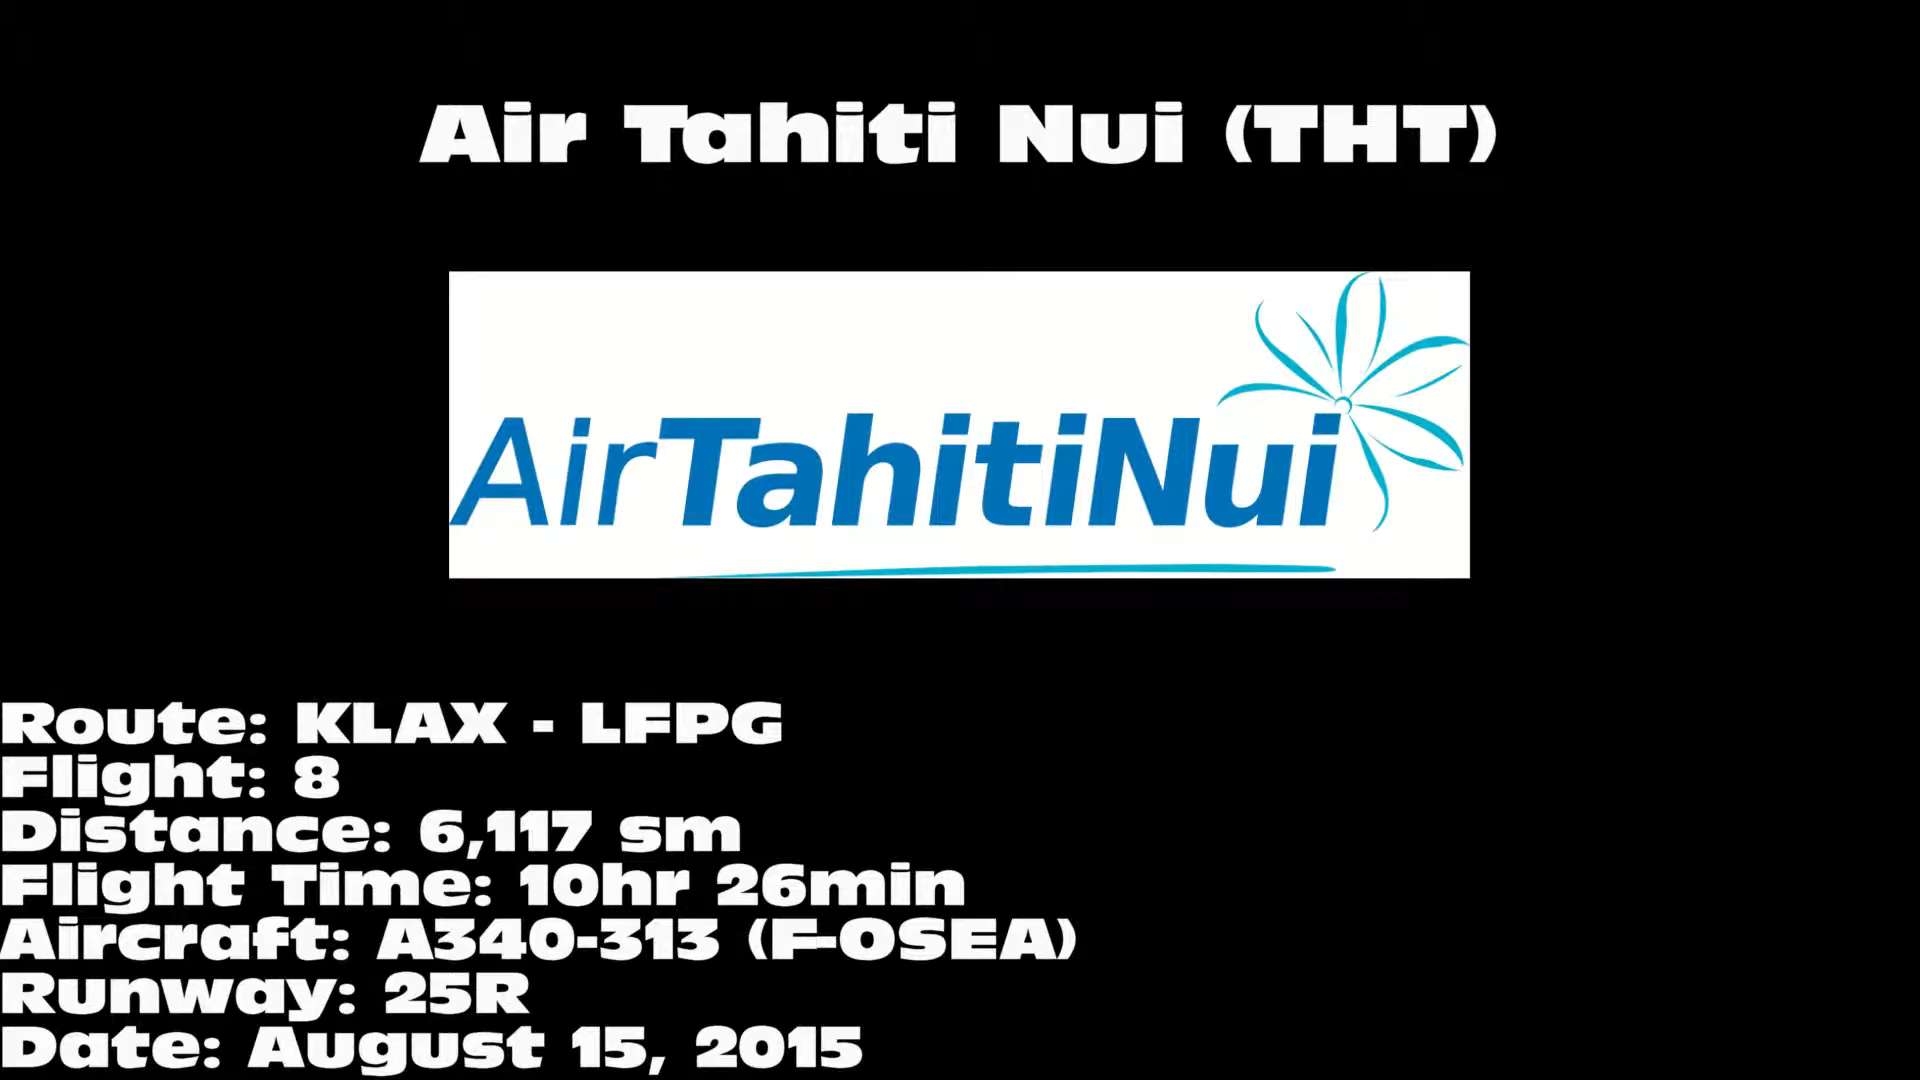 Air Tahiti Nui (THT)
AirTahitiNui
Route: KLAX - LFPG
Flight: 8
Distance: 6,117 sm
Flight Time: 10hr 26min
Aircraft: A340-313 (F-OSEA)
Runway: 25R
Date: August 15, 2015